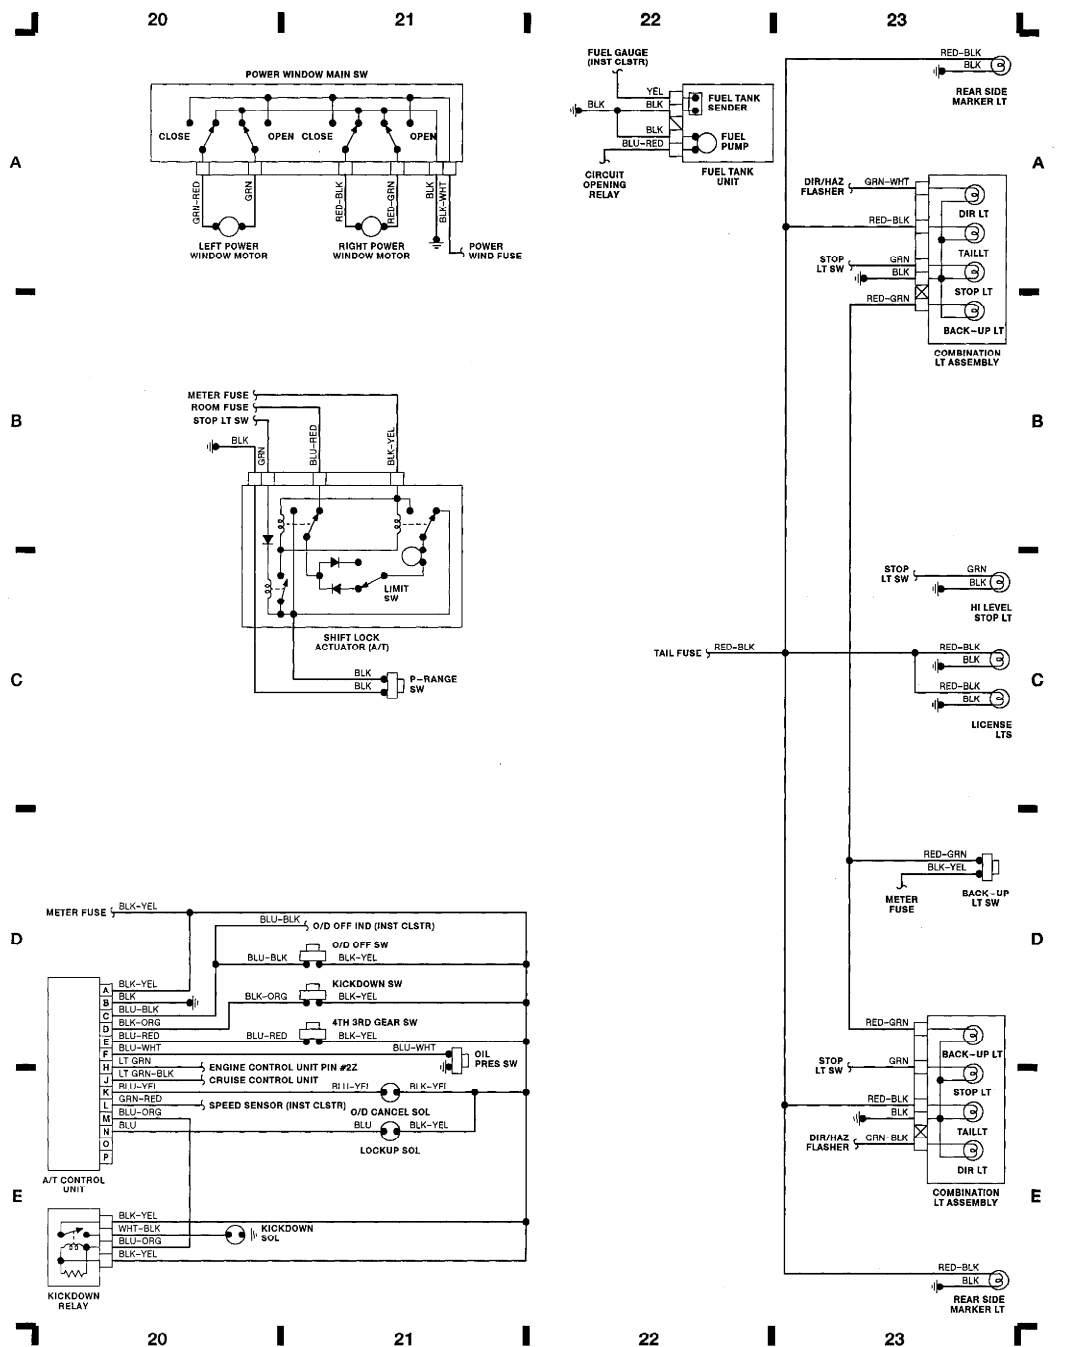 20 21 22 23
POWER WINDOW MAIN SW
CLOSE OPEN CLOSE OPEN
GRN-RED GRN RED-BLK RED-GRN BLK BLK-WHT
LEFT POWER
WINDOW MOTOR
RIGHT POWER
WINDOW MOTOR
POWER
WIND FUSE
A
FUEL GAUGE
(INST CLSTR)
YEL
BLK BLK
BLK
BLU-RED
FUEL TANK
SENDER
FUEL
PUMP
CIRCUIT
OPENING
RELAY
FUEL TANK
UNIT
RED-BLK
BLK
REAR SIDE
MARKER LT
A
DIR/HAZ
FLASHER
GRN-WHT
RED-BLK
STOP
LT SW
GRN
BLK
RED-GRN
DIR LT
TAILLT
STOP LT
BACK-UP LT
COMBINATION
LT ASSEMBLY
B
METER FUSE
ROOM FUSE
STOP LT SW
BLK
GRN BLU-RED BLK-YEL
LIMIT
SW
SHIFT LOCK
ACTUATOR (A/T)
B
C
BLK
BLK
P-RANGE
SW
STOP
LT SW
GRN
BLK
HI LEVEL
STOP LT
TAIL FUSE RED-BLK
RED-BLK
BLK
RED-BLK
BLK
LICENSE
LTS
C
RED-GRN
BLK-YEL
METER
FUSE
BACK-UP
LT SW
D
METER FUSE BLK-YEL
BLU-BLK
O/D OFF IND (INST CLSTR)
O/D OFF SW
BLU-BLK BLK-YEL
KICKDOWN SW
BLK-ORG BLK-YEL
4TH 3RD GEAR SW
BLU-RED BLK-YEL
BLU-WHT
OIL
PRES SW
A BLK-YEL
B BLK
C BLU-BLK
D BLK-ORG
E BLU-RED
F BLU-WHT
H LT GRN ENGINE CONTROL UNIT PIN #2Z
J LT GRN-BLK CRUISE CONTROL UNIT
K BLU-YEL BLU-YEL BLK-YEL
L GRN-RED SPEED SENSOR (INST CLSTR)
O/D CANCEL SOL
M BLU-ORG
N BLU BLU BLK-YEL
O
P
LOCKUP SOL
A/T CONTROL
UNIT
D
RED-GRN
STOP
LT SW
GRN
RED-BLK
BLK
DIR/HAZ
FLASHER
GRN-BLK
BACK-UP LT
STOP LT
TAILLT
DIR LT
COMBINATION
LT ASSEMBLY
E
BLK-YEL
WHT-BLK
BLU-ORG
BLK-YEL
KICKDOWN
SOL
KICKDOWN
RELAY
E
RED-BLK
BLK
REAR SIDE
MARKER LT
20 21 22 23